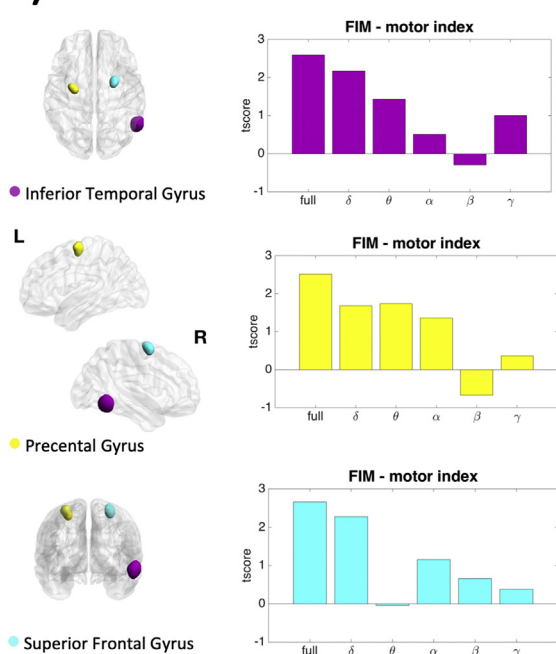 FIM - motor index
tscore
3
2
1
0
-1
full δ θ α β γ
Inferior Temporal Gyrus
L
R
FIM - motor index
tscore
3
2
1
0
-1
full δ θ α β γ
Precental Gyrus
FIM - motor index
tscore
3
2
1
0
-1
full δ θ α β γ
Superior Frontal Gyrus